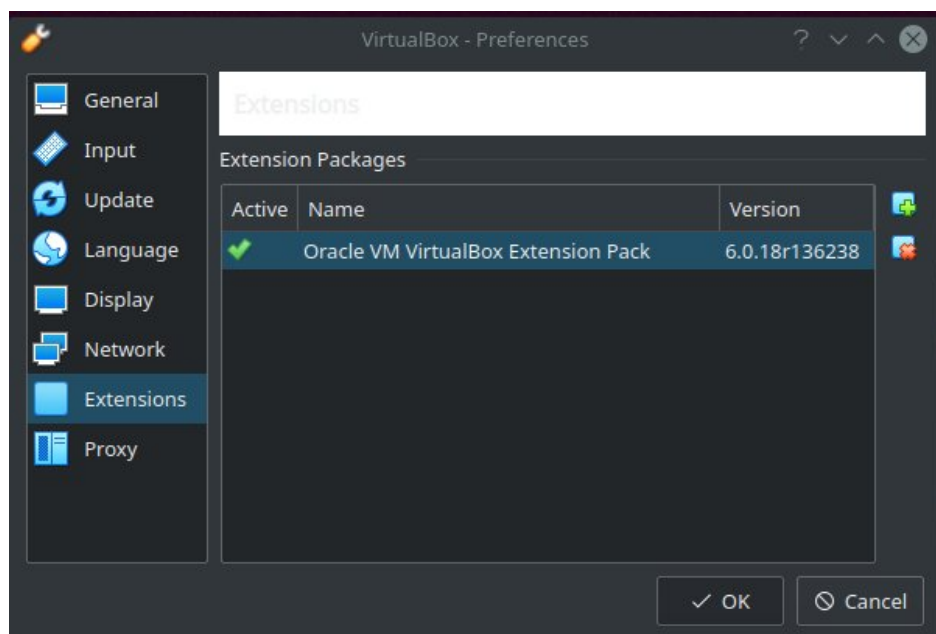 VirtualBox - Preferences
General
Input
Update
Language
Display
Network
Extensions
Proxy
Extensions
Extension Packages
Active Name Version
Oracle VM VirtualBox Extension Pack 6.0.18r136238
OK Cancel